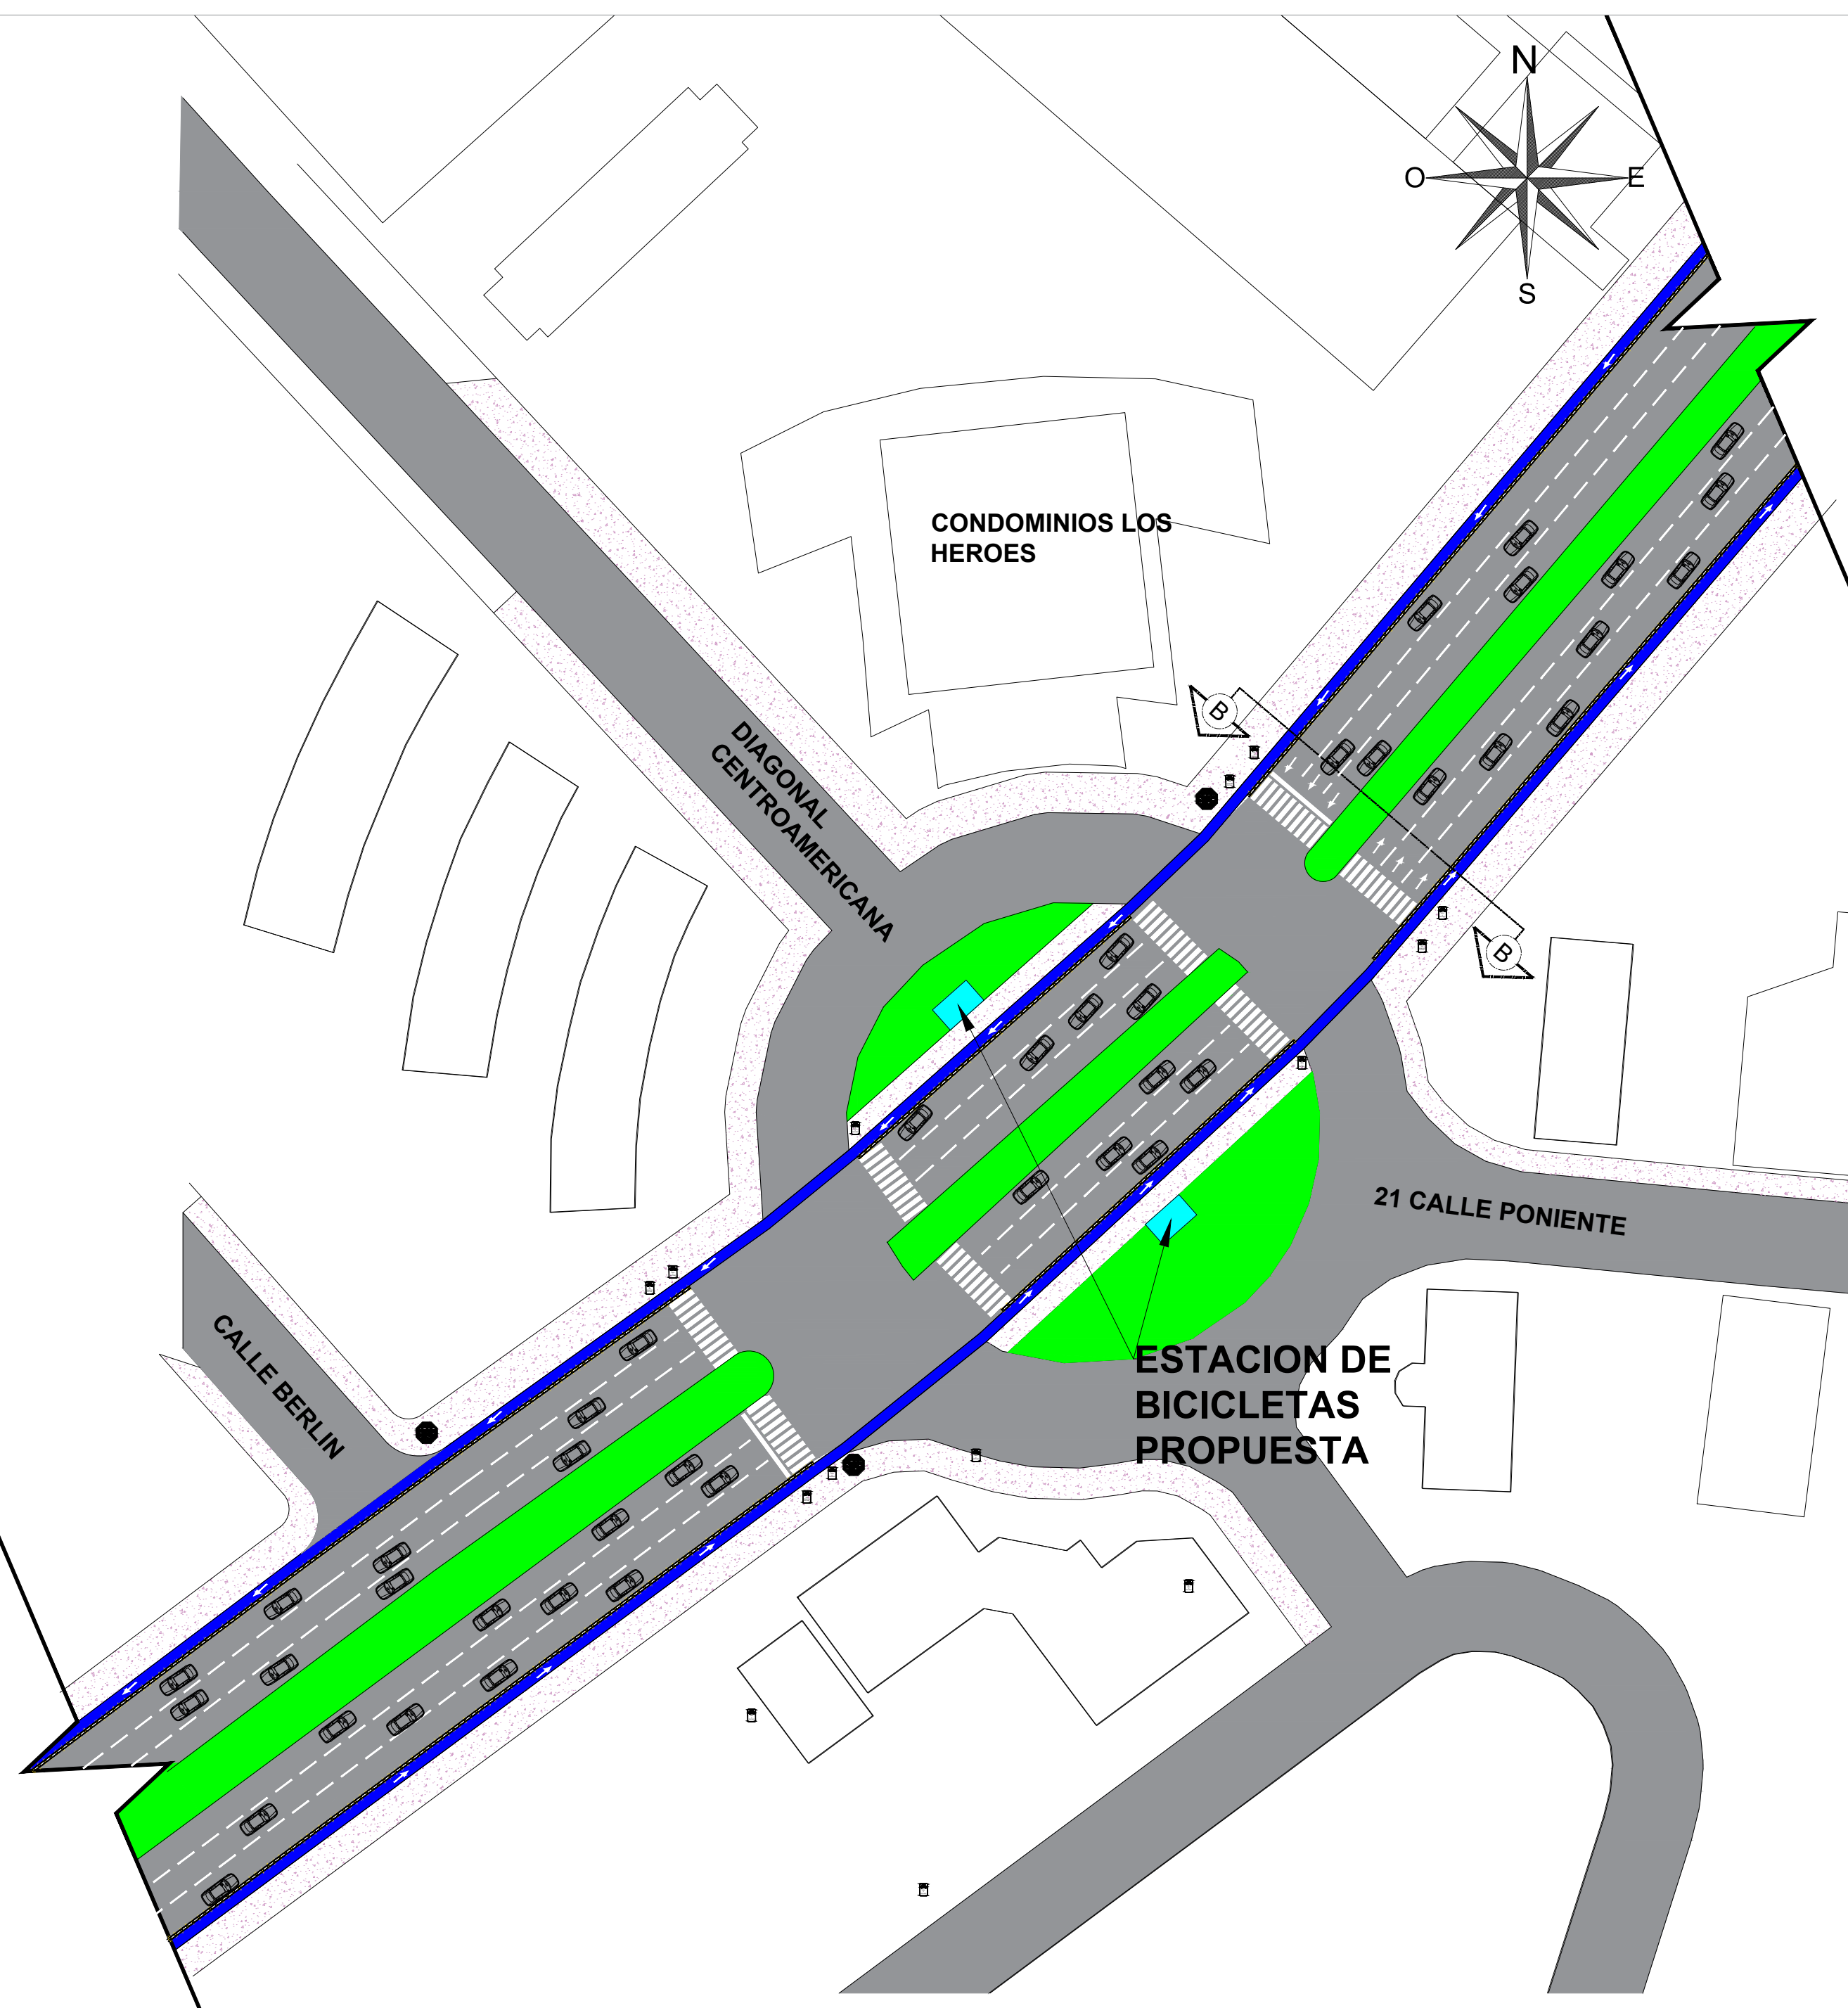 N
O
E
S
CONDOMINIOS LOS
HEROES
B
DIAGONAL
CENTROAMERICANA
B
21 CALLE PONIENTE
CALLE BERLIN
ESTACION DE
BICICLETAS
PROPUESTA